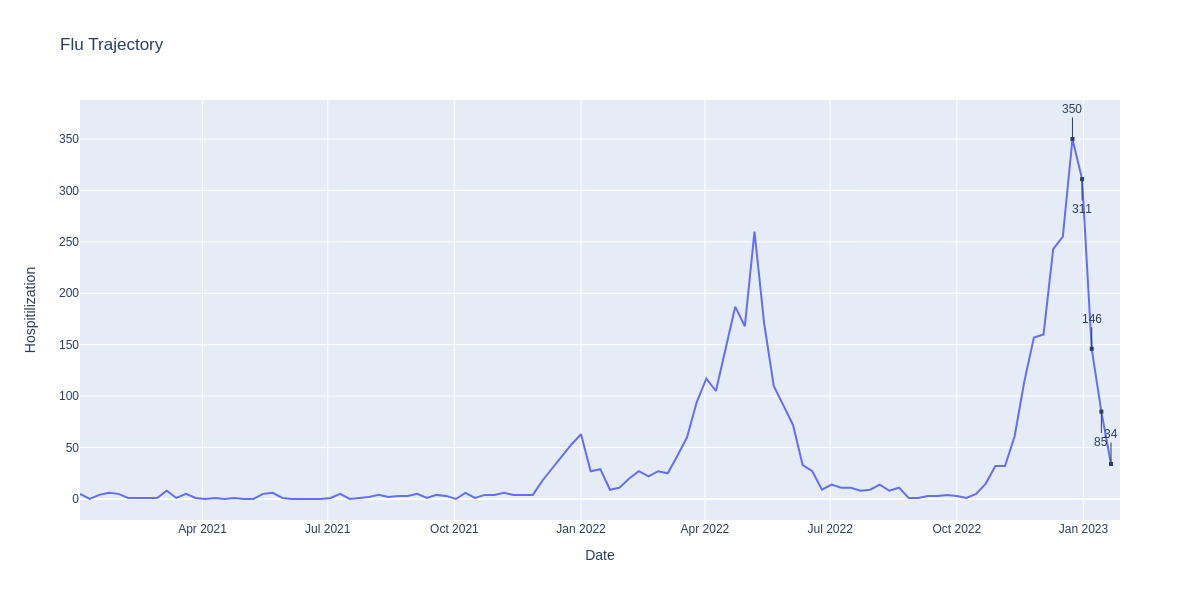 Flu Trajectory
350
350
300
311
250
200
146
150
100
85
34
50
0
Hospitilization
Apr 2021
Jul 2021
Oct 2021
Jan 2022
Apr 2022
Jul 2022
Oct 2022
Jan 2023
Date